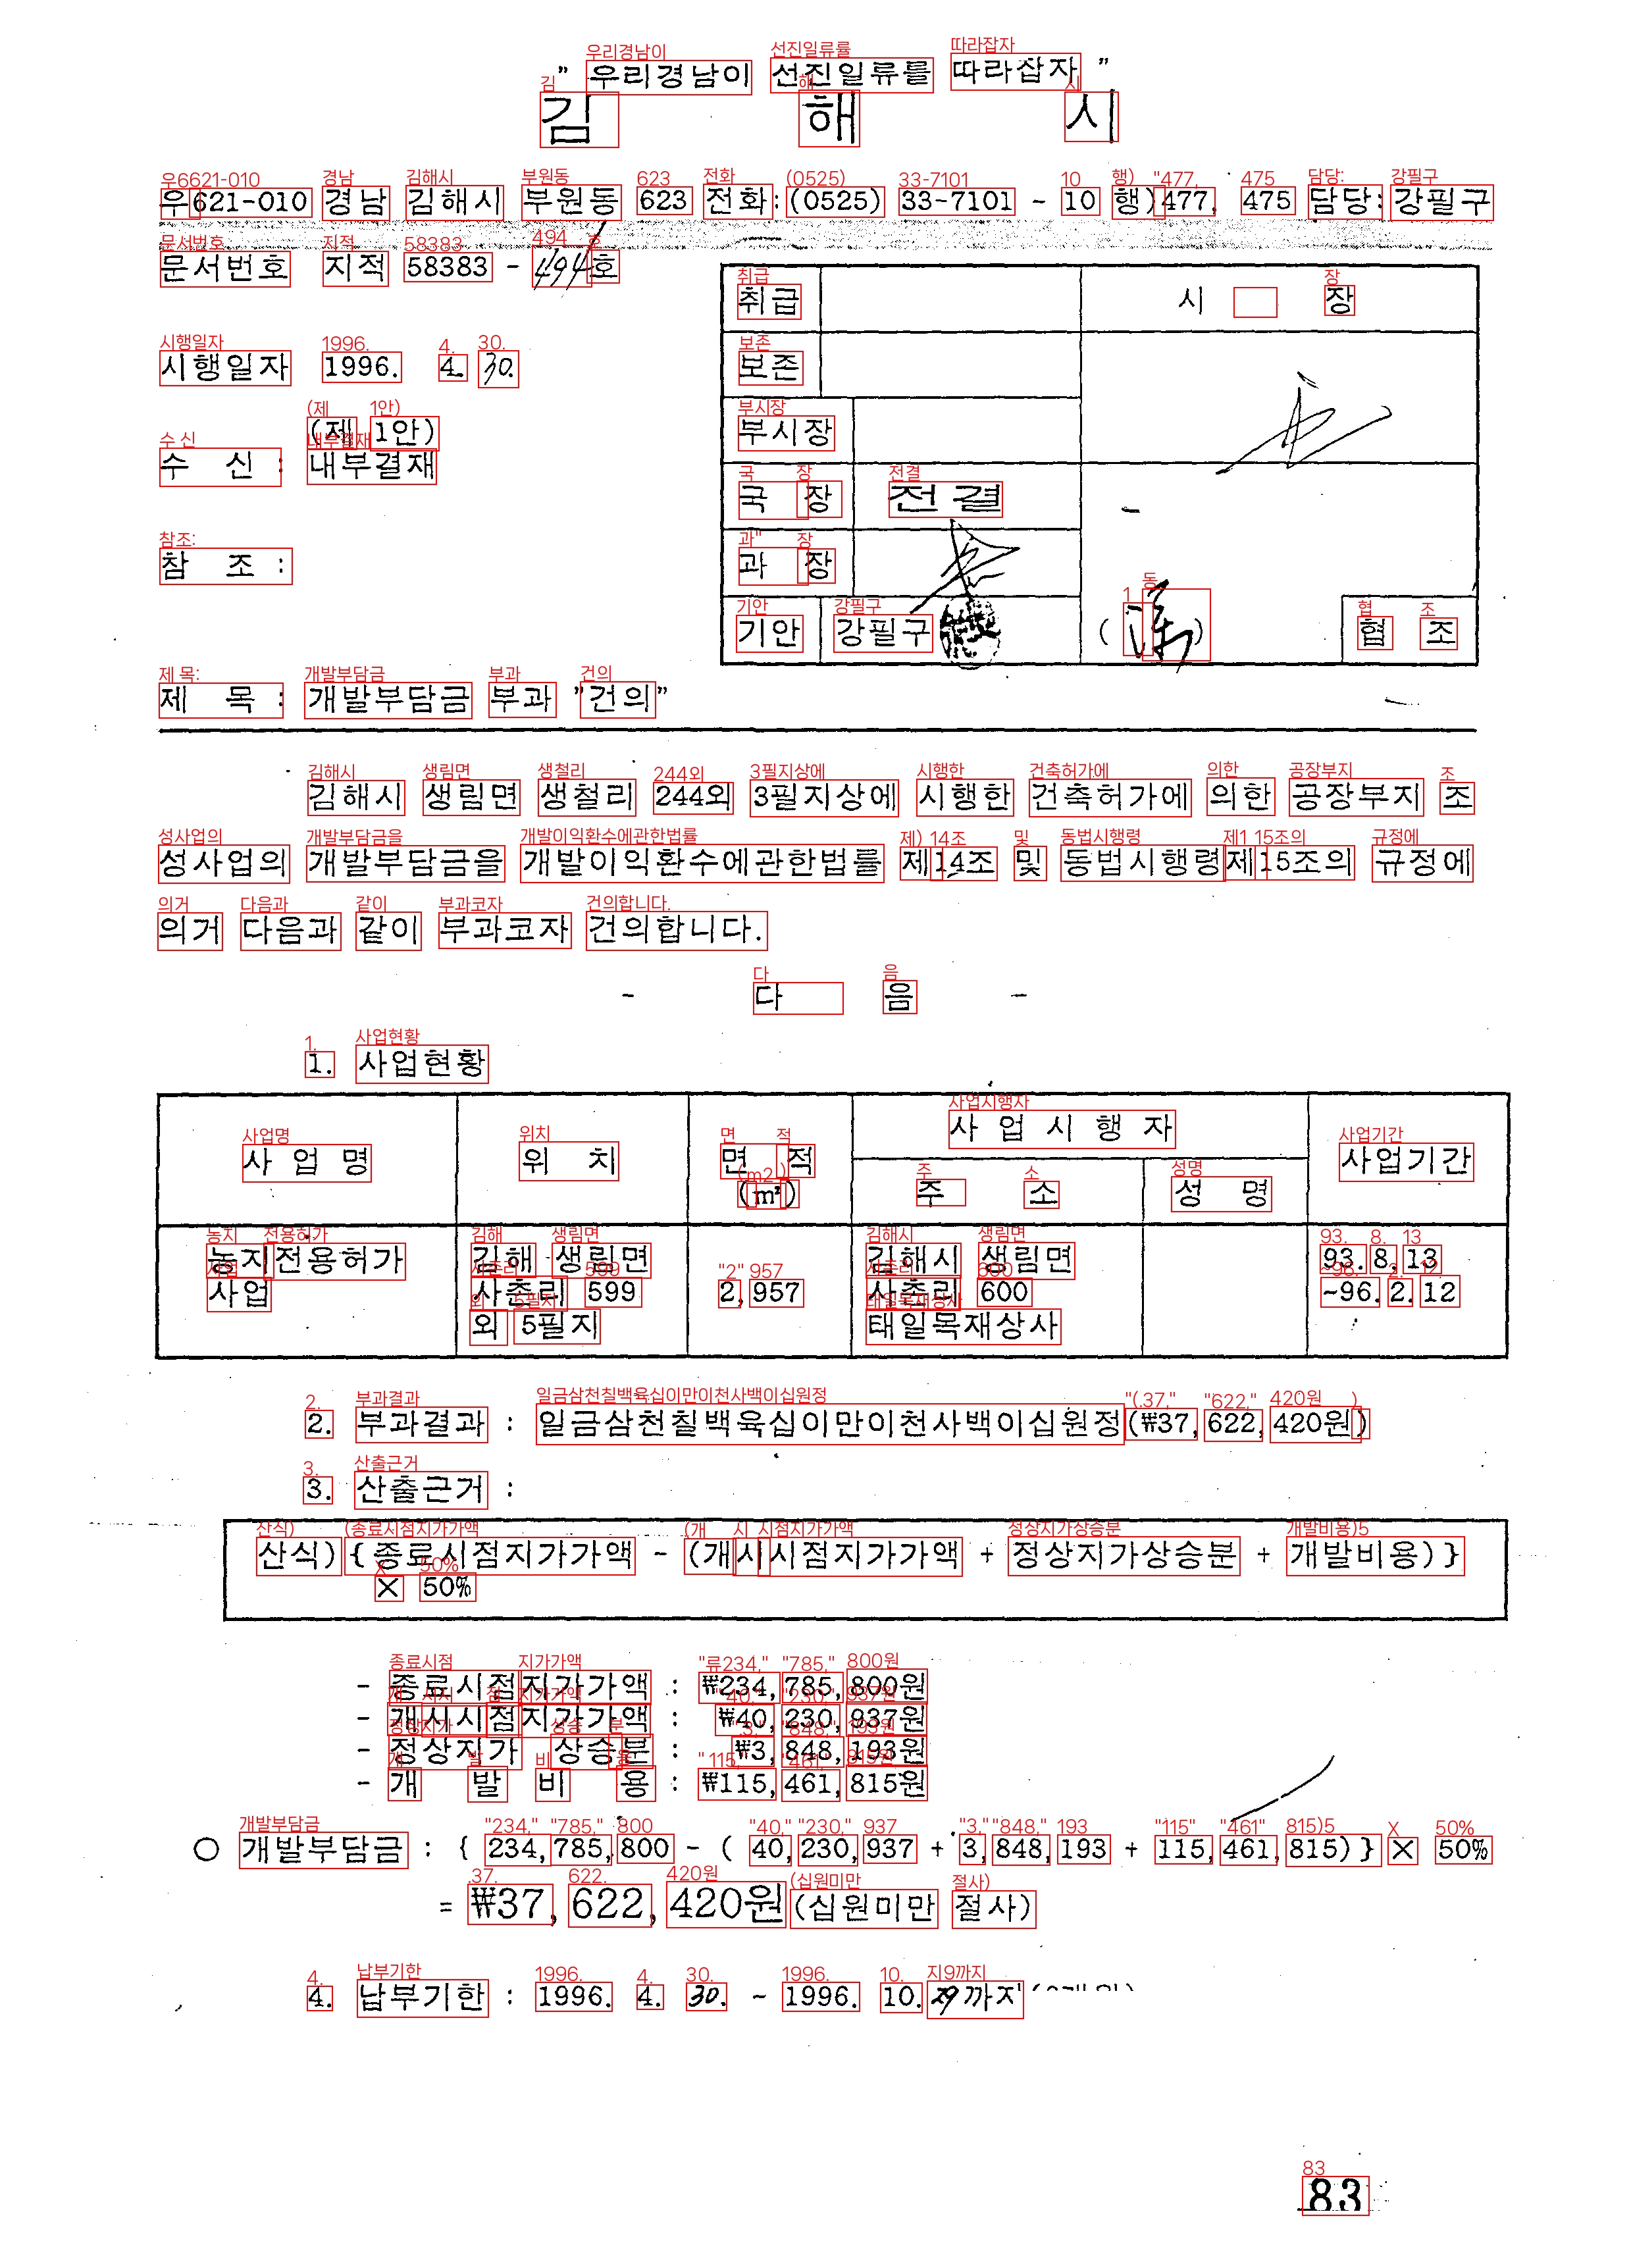 " 우리경남이 선진일류를 따라잡자 "
김 해 시
우621-010 경남 김해시 부원동 623 전화:(0525) 33-7101 - 10 행)477, 475 담당:강필구
문서번호 지적 58383 - 494호
시행일자 1996. 4. 30.
(제 1안)
수 신 : 내부결재
참 조 :
취급 시 장
보존
부시장
국 장 전 결
과 장
기안 강필구
협 조
제 목 : 개발부담금 부과 "건의"
김해시 생림면 생철리 244외 3필지상에 시행한 건축허가에 의한 공장부지 조
성사업의 개발부담금을 개발이익환수에관한법률 제14조 및 동법시행령제15조의 규정에
의거 다음과 같이 부과코자 건의합니다.
- 다 음 -
1. 사업현황
사 업 명 위 치 면 적 (㎡) 사 업 시 행 자 사업기간
주 소 성 명
농지전용허가 김해 생림면 김해시 생림면 93. 8,13
사업 사촌리 599 2,957 사촌리 600 ~96. 2. 12
외 5필지 태일목재상사
2. 부과결과 : 일금삼천칠백육십이만이천사백이십원정(₩37,622,420원)
3. 산출근거 :
산식) {종료시점지가가액 - (개시시점지가가액 + 정상지가상승분 + 개발비용)}
X 50%
- 종료시점지가가액 : ₩234,785,800원
- 개시시점지가가액 : ₩40,230,937원
- 정상지가 상승분 : ₩3,848,193원
- 개 발 비 용 : ₩115,461,815원
○ 개발부담금 : { 234,785,800 - ( 40,230,937 + 3,848,193 + 115,461,815)} X 50%
= ₩37,622,420원(십원미만 절사)
4. 납부기한 : 1996. 4. 30. ~ 1996. 10. 까지
83